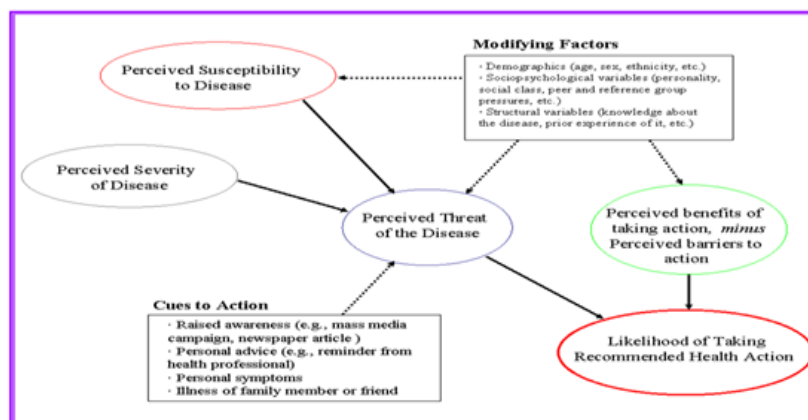 Modifying Factors
· Demographics (age, sex, ethnicity, etc.)
· Sociopsychological variables (personality,
social class, peer and reference group
pressures, etc.)
· Structural variables (knowledge about
the disease, prior experience of it, etc.)
Perceived Susceptibility
to Disease
Perceived Severity
of Disease
Perceived Threat
of the Disease
Perceived benefits of
taking action, minus
Perceived barriers to
action
Cues to Action
· Raised awareness (e.g., mass media
campaign, newspaper article )
· Personal advice (e.g., reminder from
health professional)
· Personal symptoms
· Illness of family member or friend
Likelihood of Taking
Recommended Health Action